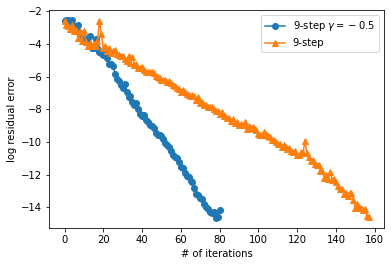 −2
−4
−6
−8
−10
−12
−14
log residual error
9-step γ = −0.5
9-step
0 20 40 60 80 100 120 140 160
# of iterations